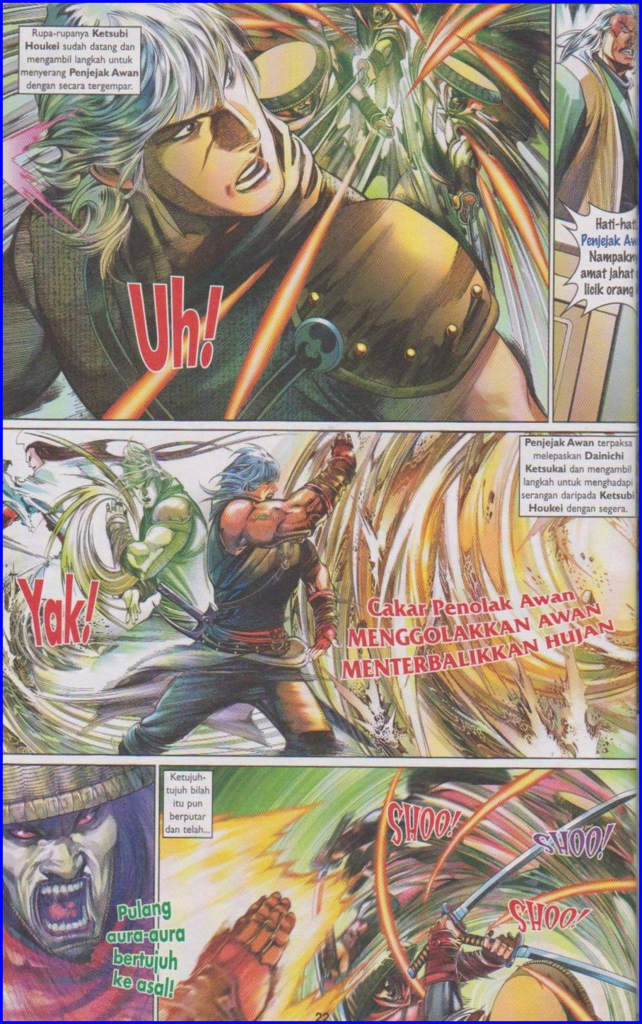 Rupa-rupanya Ketsubi
Houkei sudah datang dan
mengambil langkah untuk
menyerang Penjejak Awan
dengan secara tergempar.
Uh!
Hati-hat
Penjejak Aw
Nampakn
amat jahat
licik orang
Penjejak Awan terpaksa
melepaskan Dainichi
Ketsukai dan mengambil
langkah untuk menghadapi
serangan daripada Ketsubi
Houkei dengan segera.
Yak!
Cakar Penolak Awan
MENGGOLAKKAN AWAN
MENTERBALIKKAN HUJAN
Pulang
aura-aura
bertujuh
ke asal!
Ketujuh-
tujuh bilah
itu pun
berputar
dan telah...
SHOO!
SHOO!
SHOO!
22